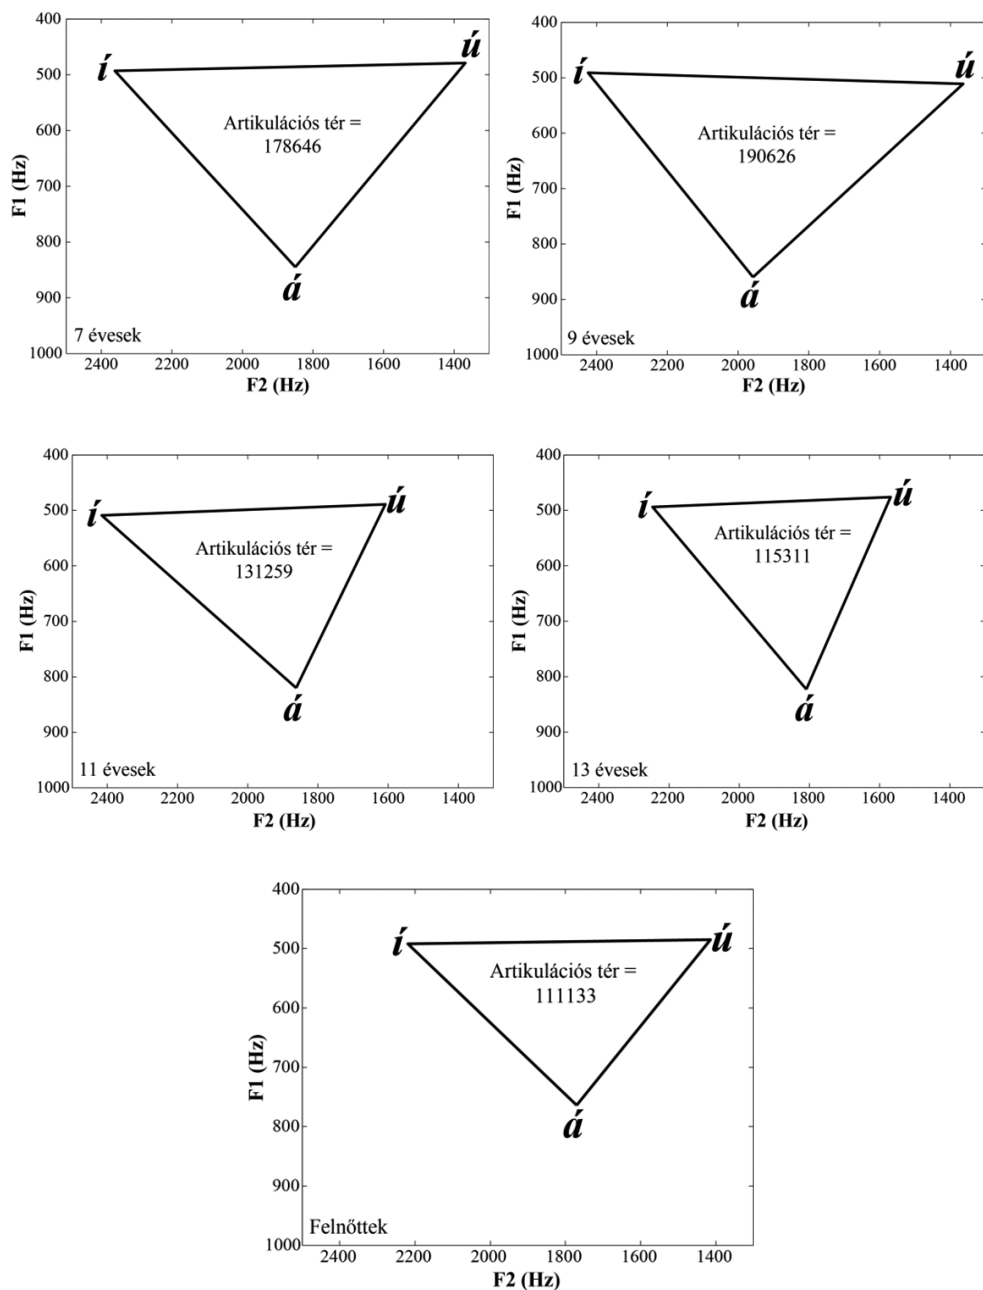 400
500
600
700
800
900
1000
F1 (Hz)
í
ú
á
Artikulációs tér =
178646
7 évesek
2400 2200 2000 1800 1600 1400
F2 (Hz)
400
500
600
700
800
900
1000
F1 (Hz)
í
ú
á
Artikulációs tér =
190626
9 évesek
2400 2200 2000 1800 1600 1400
F2 (Hz)
400
500
600
700
800
900
1000
F1 (Hz)
í
ú
á
Artikulációs tér =
131259
11 évesek
2400 2200 2000 1800 1600 1400
F2 (Hz)
400
500
600
700
800
900
1000
F1 (Hz)
í
ú
á
Artikulációs tér =
115311
13 évesek
2400 2200 2000 1800 1600 1400
F2 (Hz)
400
500
600
700
800
900
1000
F1 (Hz)
í
ú
á
Artikulációs tér =
111133
Felnőttek
2400 2200 2000 1800 1600 1400
F2 (Hz)